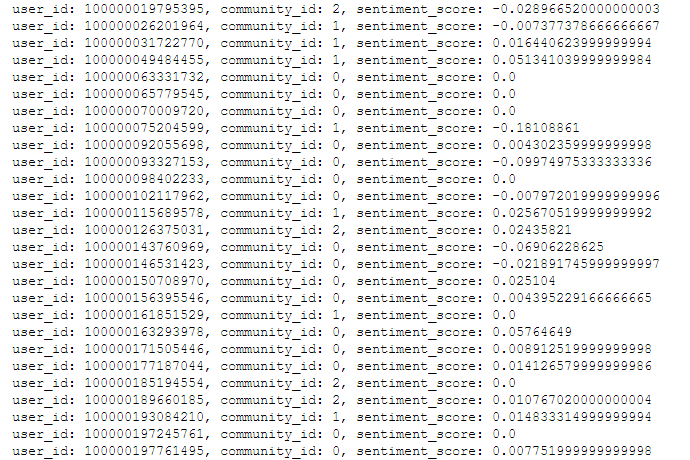 user_id: 100000019795395, community_id: 2, sentiment_score: -0.028966520000000003
user_id: 100000026201964, community_id: 1, sentiment_score: -0.007377378666666667
user_id: 100000031722770, community_id: 1, sentiment_score: 0.016440623999999994
user_id: 100000049484455, community_id: 1, sentiment_score: 0.051341039999999984
user_id: 100000063331732, community_id: 0, sentiment_score: 0.0
user_id: 100000065779545, community_id: 0, sentiment_score: 0.0
user_id: 100000070009720, community_id: 0, sentiment_score: 0.0
user_id: 100000075204599, community_id: 1, sentiment_score: -0.18108861
user_id: 100000092055698, community_id: 0, sentiment_score: 0.004302359999999998
user_id: 100000093327153, community_id: 0, sentiment_score: -0.09974975333333336
user_id: 100000098402233, community_id: 0, sentiment_score: 0.0
user_id: 100000102117962, community_id: 0, sentiment_score: -0.007972019999999996
user_id: 100000115689578, community_id: 1, sentiment_score: 0.025670519999999992
user_id: 100000126375031, community_id: 2, sentiment_score: 0.02435821
user_id: 100000143760969, community_id: 0, sentiment_score: -0.06906228625
user_id: 100000146531423, community_id: 0, sentiment_score: -0.021891745999999997
user_id: 100000150708970, community_id: 0, sentiment_score: 0.025104
user_id: 100000156395546, community_id: 0, sentiment_score: 0.004395229166666665
user_id: 100000161851529, community_id: 1, sentiment_score: 0.0
user_id: 100000163293978, community_id: 0, sentiment_score: 0.05764649
user_id: 100000171505446, community_id: 0, sentiment_score: 0.008912519999999998
user_id: 100000177187044, community_id: 0, sentiment_score: 0.014126579999999986
user_id: 100000185194554, community_id: 2, sentiment_score: 0.0
user_id: 100000189660185, community_id: 2, sentiment_score: 0.010767020000000004
user_id: 100000193084210, community_id: 1, sentiment_score: 0.014833314999999994
user_id: 100000197245761, community_id: 0, sentiment_score: 0.0
user_id: 100000197761495, community_id: 0, sentiment_score: 0.007751999999999998